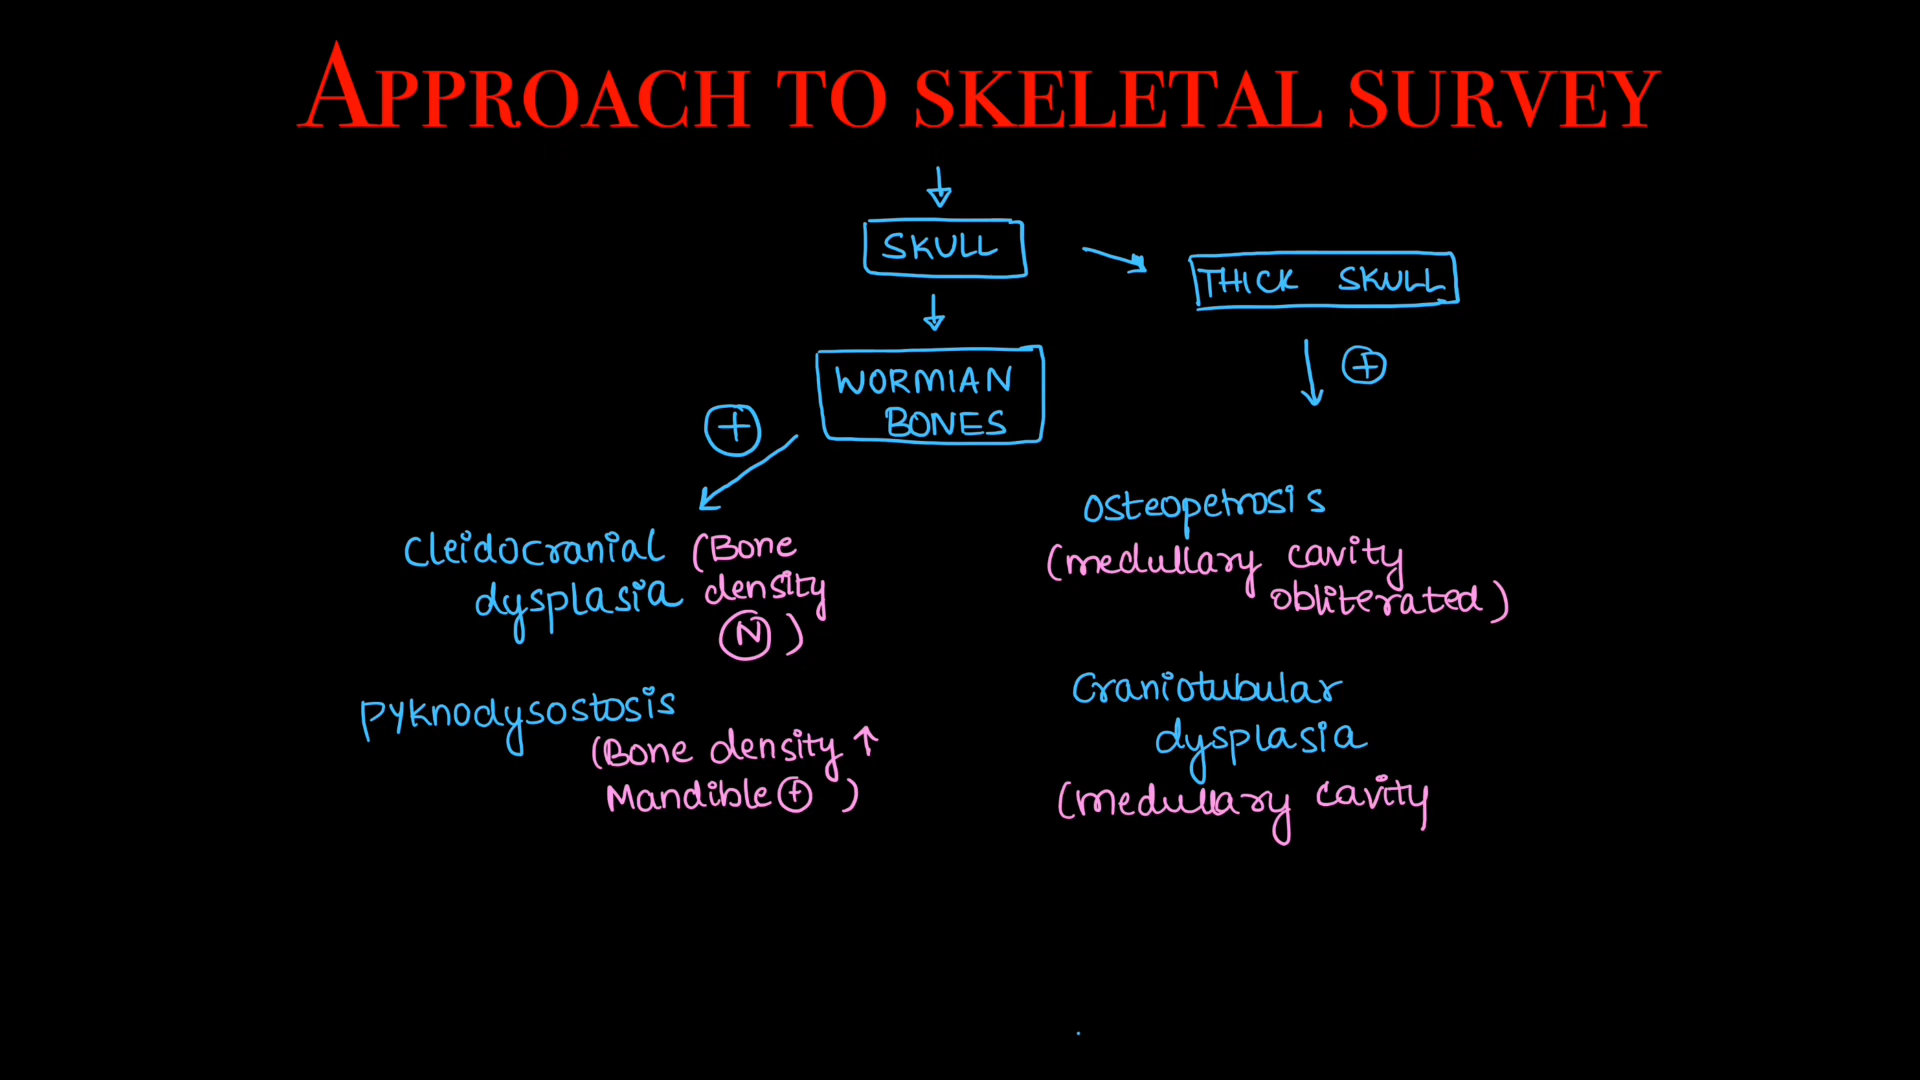 APPROACH TO SKELETAL SURVEY
SKULL
THICK SKULL
WORMIAN
BONES
+
+
Cleidocranial
dysplasia
(Bone
density
N)
Pyknodysostosis
(Bone density ↑
Mandible +)
Osteopetrosis
(medullary cavity
obliterated)
Craniotubular
dysplasia
(medullary cavity